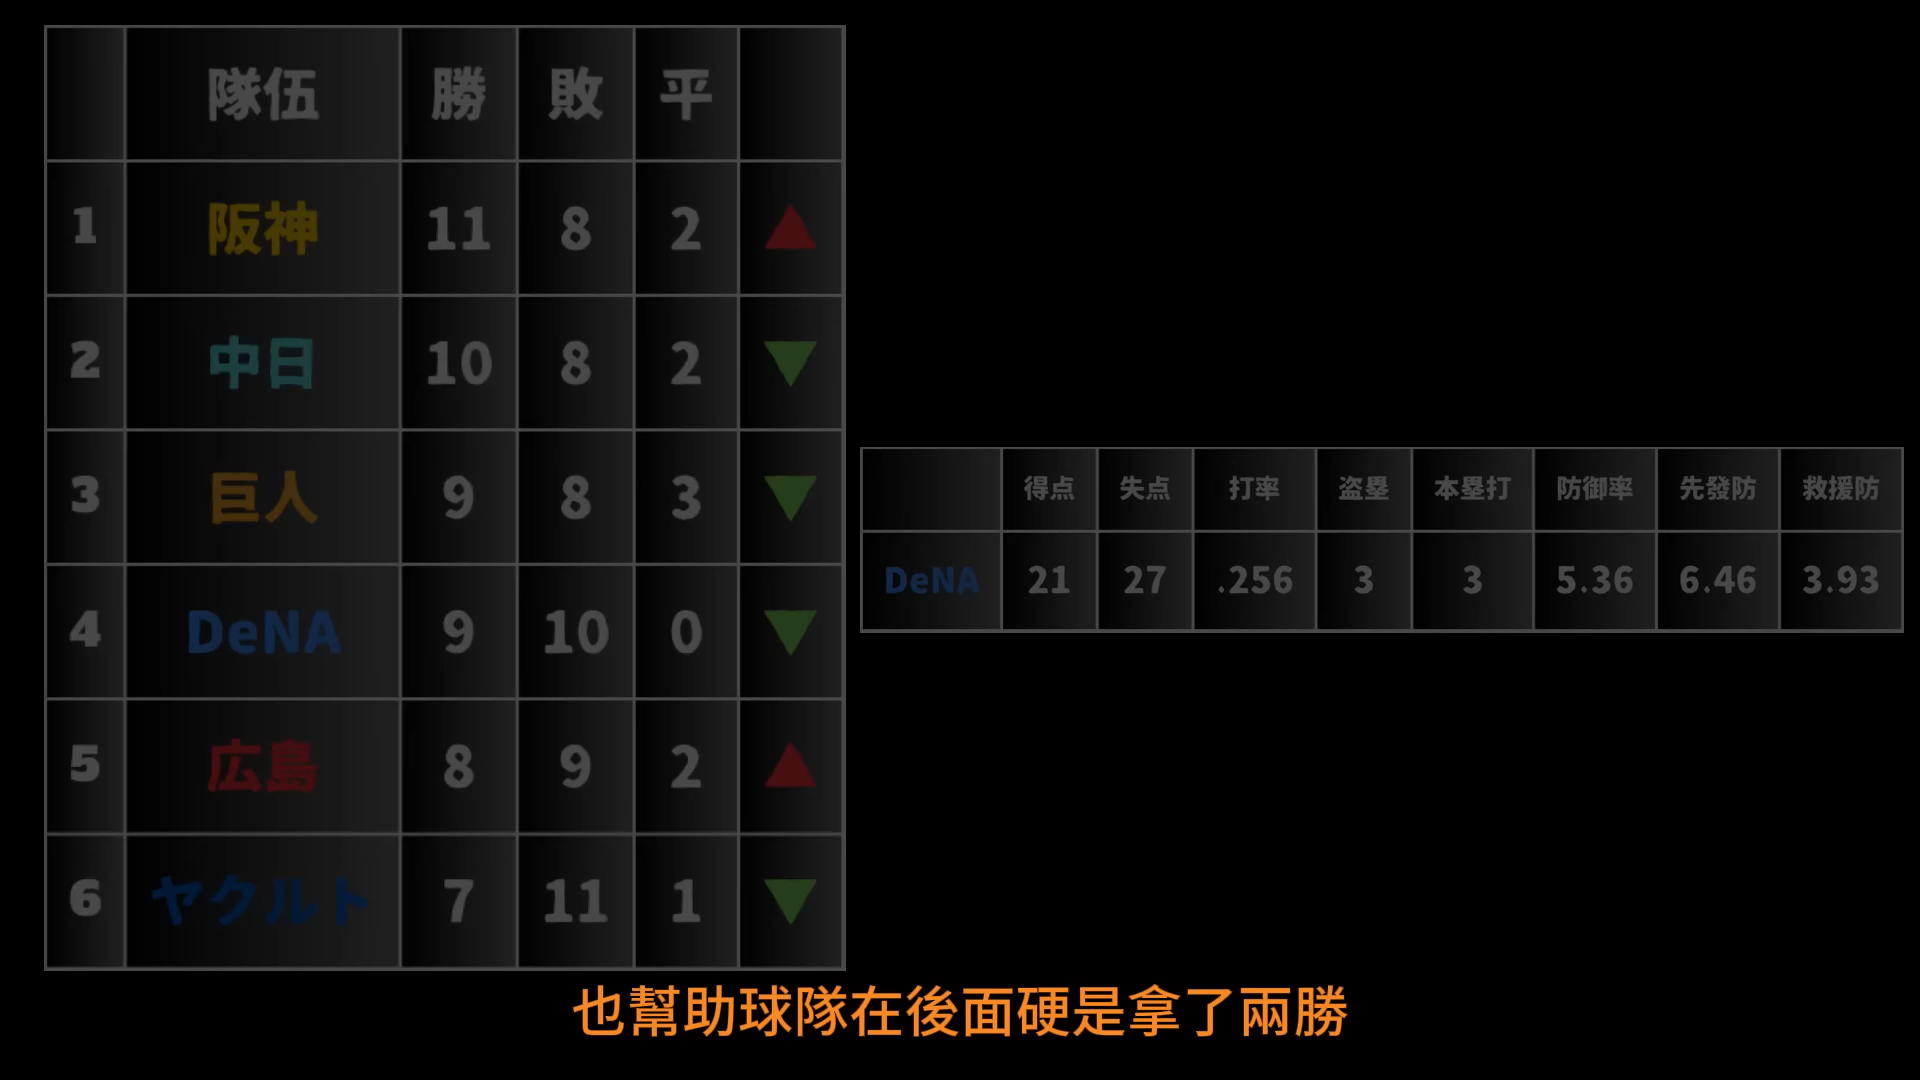 隊伍 勝 敗 平
1 阪神 11 8 2 ▲
2 中日 10 8 2 ▼
3 巨人 9 8 3 ▼
4 DeNA 9 10 0 ▼
5 広島 8 9 2 ▲
6 ヤクルト 7 11 1 ▼
得点 失点 打率 盗塁 本塁打 防御率 先發防 救援防
DeNA 21 27 .256 3 3 5.36 6.46 3.93
也幫助球隊在後面硬是拿了兩勝